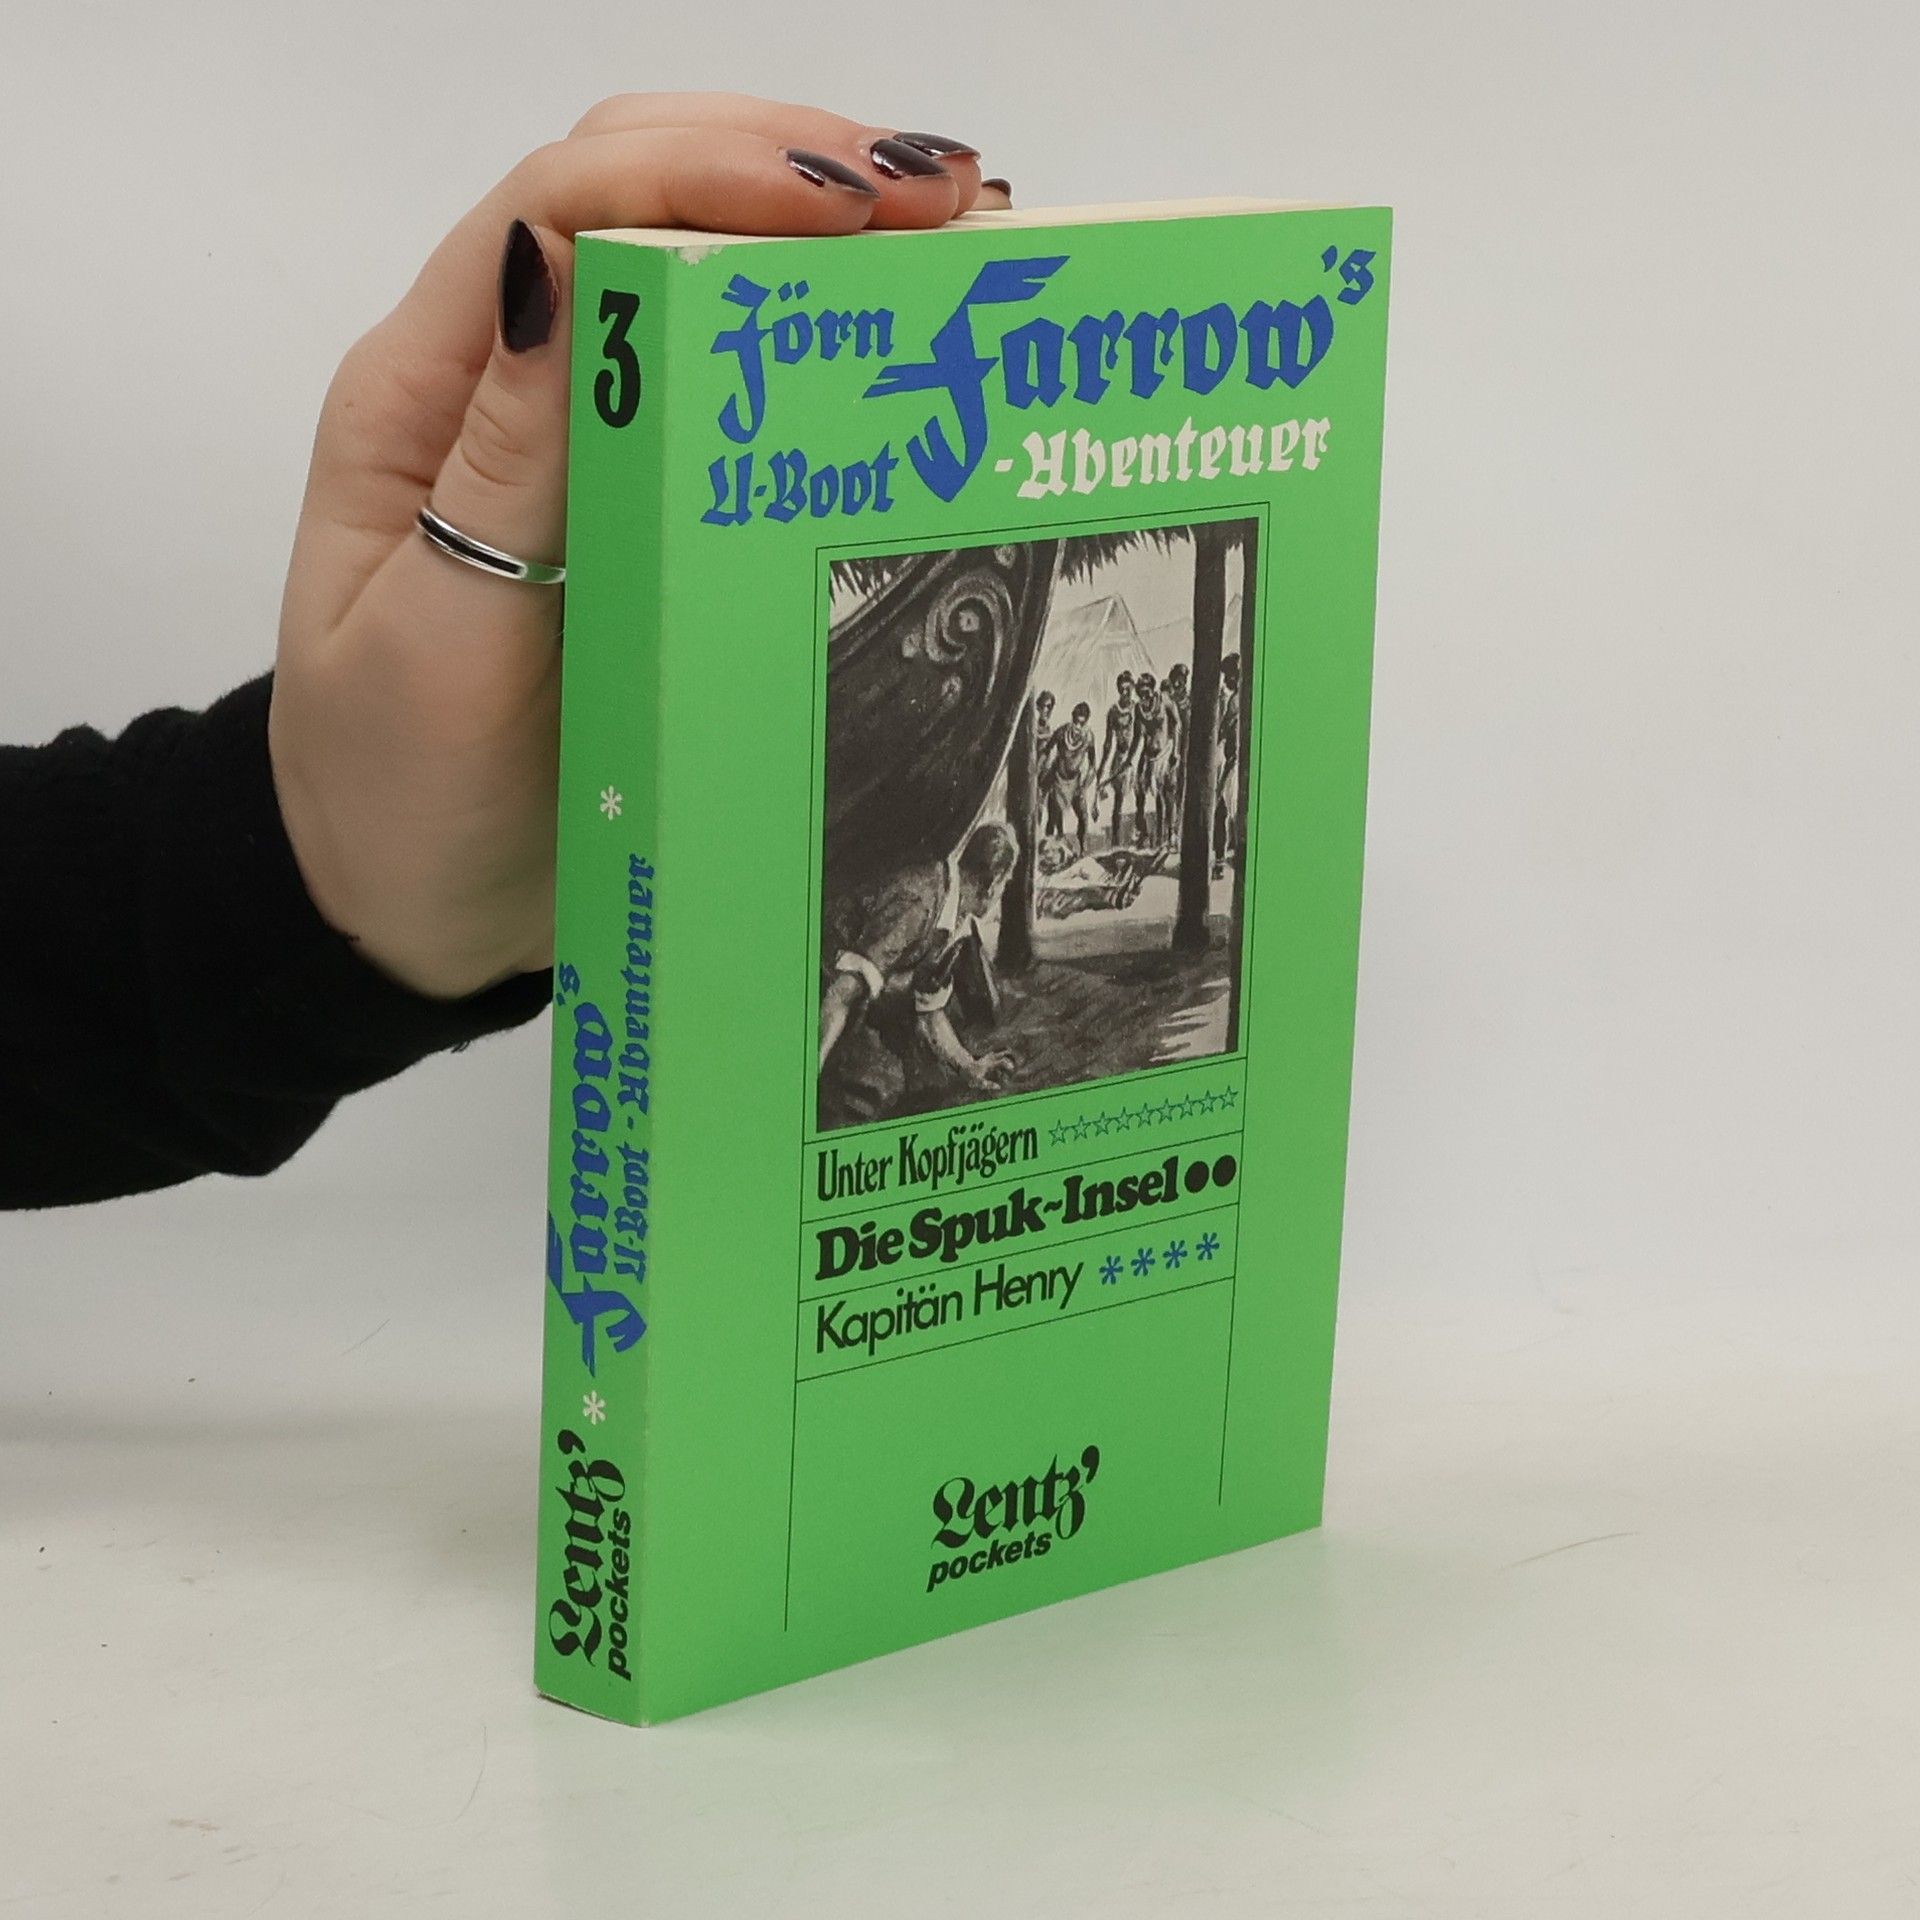 3
Farrow's
U-Boot-Abenteuer
Lentz'
pockets
Jörn Farrow's
U-Boot-Abenteuer
Unter Kopfjägern
Die Spuk-Insel
Kapitän Henry
Lentz'
pockets